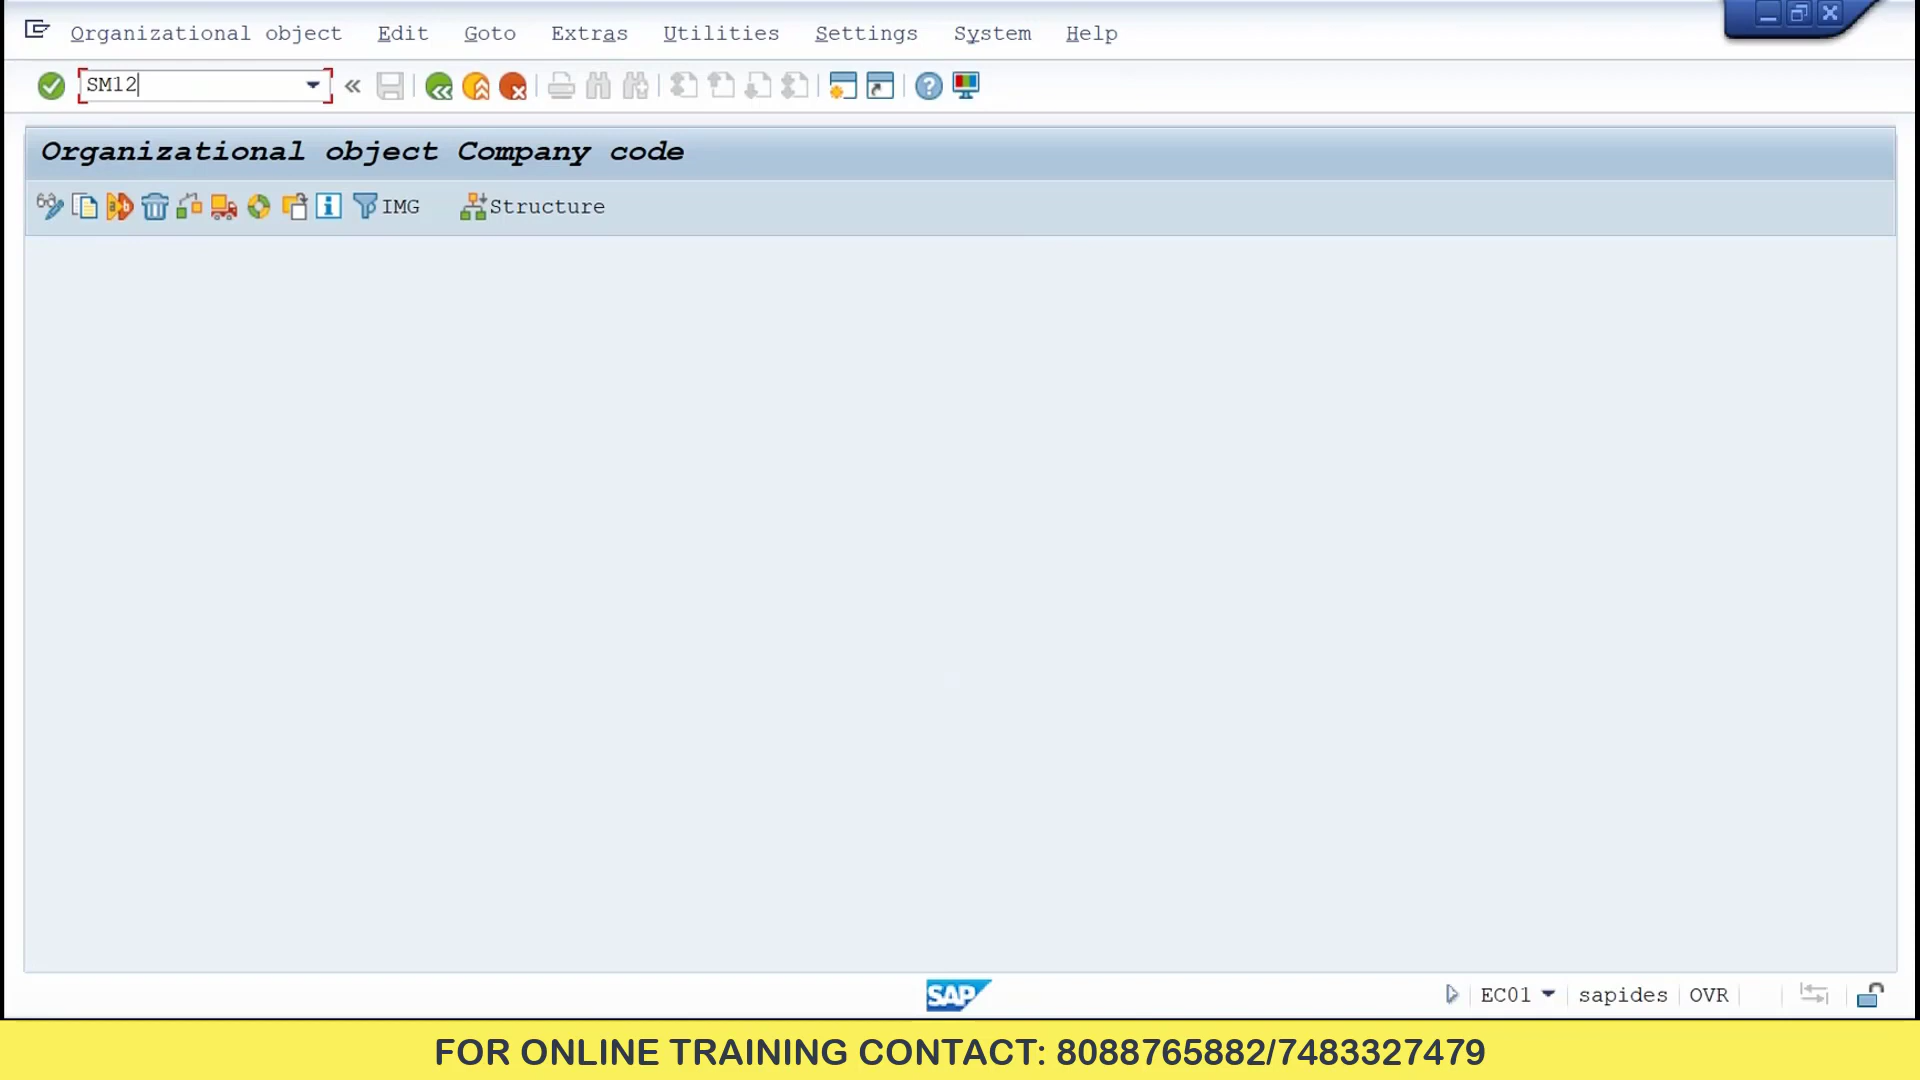 Organizational object Edit Goto Extras Utilities Settings System Help
SM12
Organizational object Company code
IMG Structure
SAP EC01 sapides OVR
FOR ONLINE TRAINING CONTACT: 8088765882/7483327479